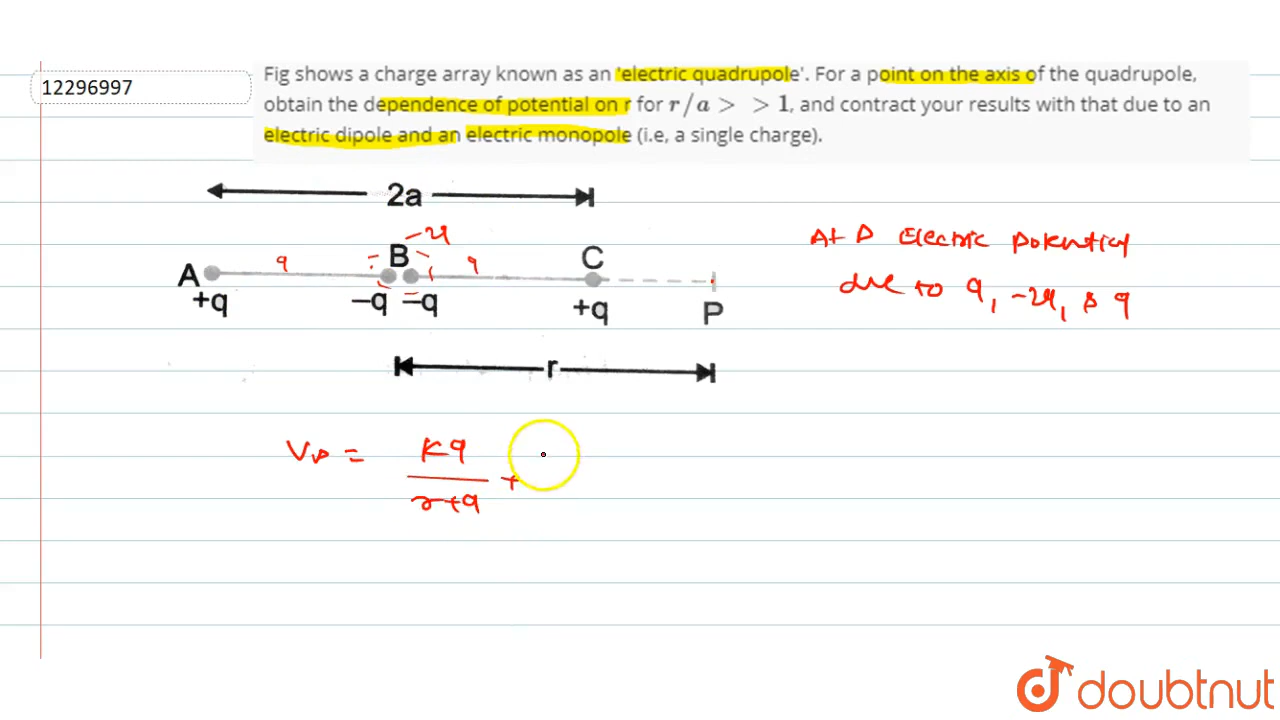 12296997
Fig shows a charge array known as an 'electric quadrupole'. For a point on the axis of the quadrupole,
obtain the dependence of potential on r for r/a > > 1, and contract your results with that due to an
electric dipole and an electric monopole (i.e, a single charge).
2a
-2q
A B C
a a
+q -q -q +q P
r
At P Electric Potential
due to q, -2q, & q
Vp = Kq / r+a +
doubtnut